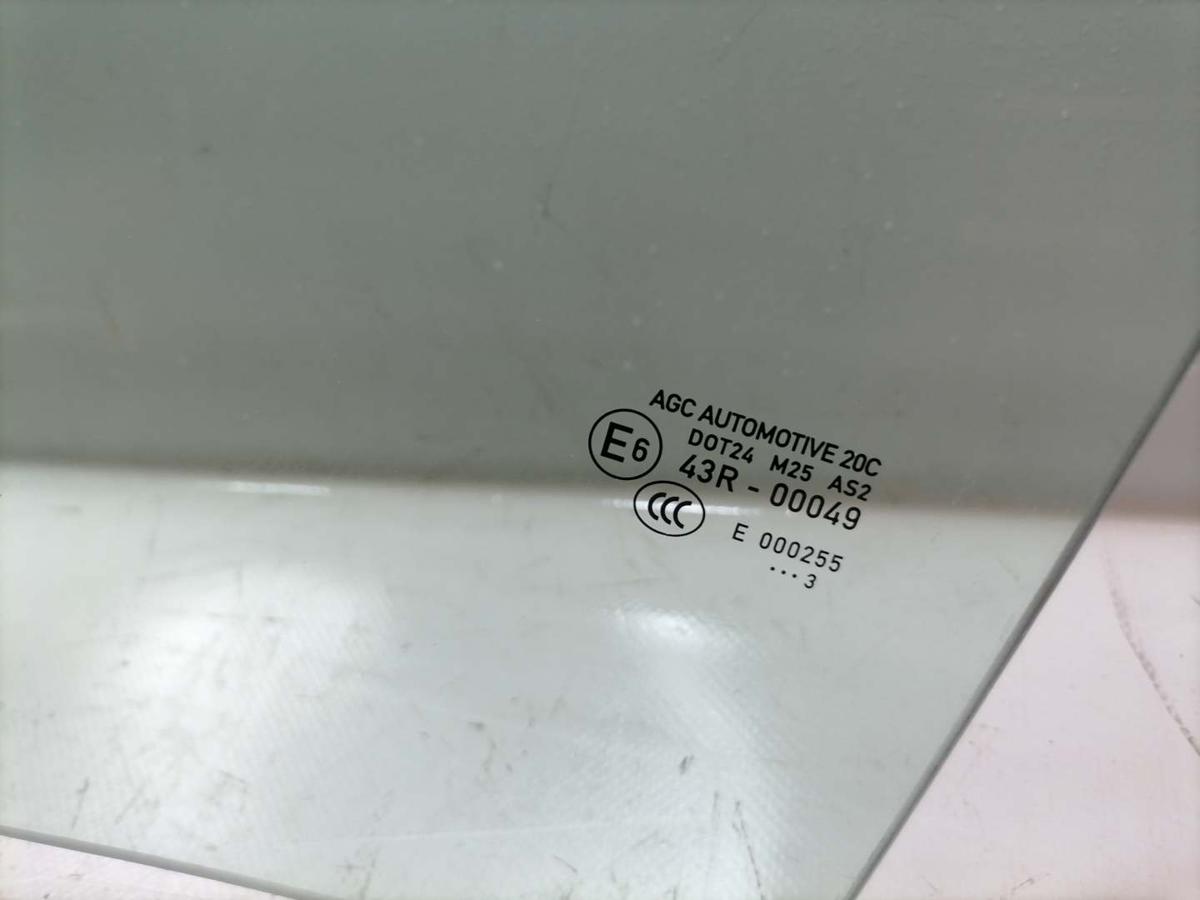 AGC AUTOMOTIVE 20C
DOT24 M25 AS2
E6 43R - 00049
CCC E 000255
... 3